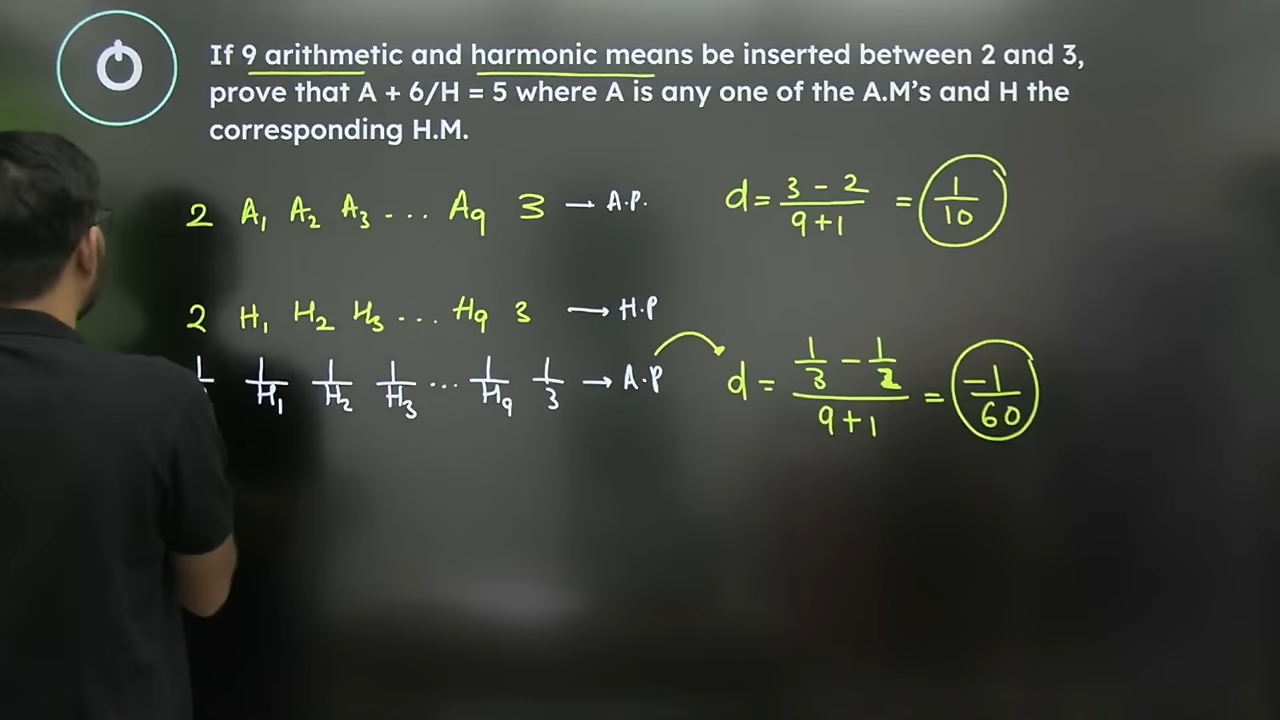 If 9 arithmetic and harmonic means be inserted between 2 and 3,
prove that A + 6/H = 5 where A is any one of the A.M's and H the
corresponding H.M.
2 A₁ A₂ A₃ ... A₉ 3 → A.P.
d = (3 - 2)/(9+1) = 1/10
2 H₁ H₂ H₃ ... H₉ 3 → H.P
1/H₁ 1/H₂ 1/H₃ ... 1/H₉ 1/3 → A.P
d = (1/3 - 1/2)/(9+1) = -1/60